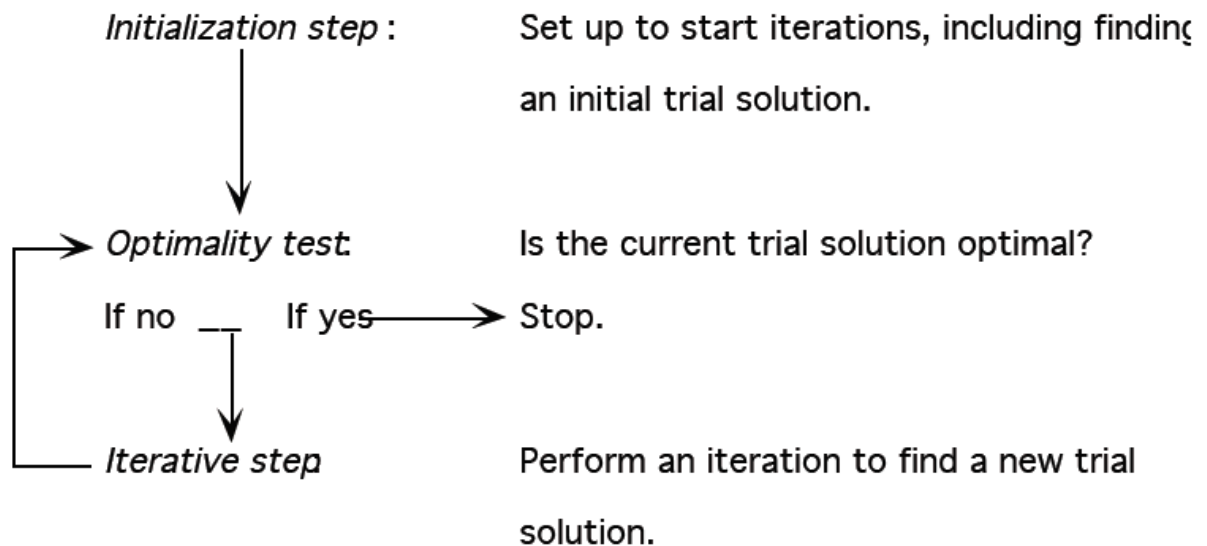 Initialization step : Set up to start iterations, including finding
an initial trial solution.
Optimality test: Is the current trial solution optimal?
If no __ If yes Stop.
Iterative step: Perform an iteration to find a new trial
solution.